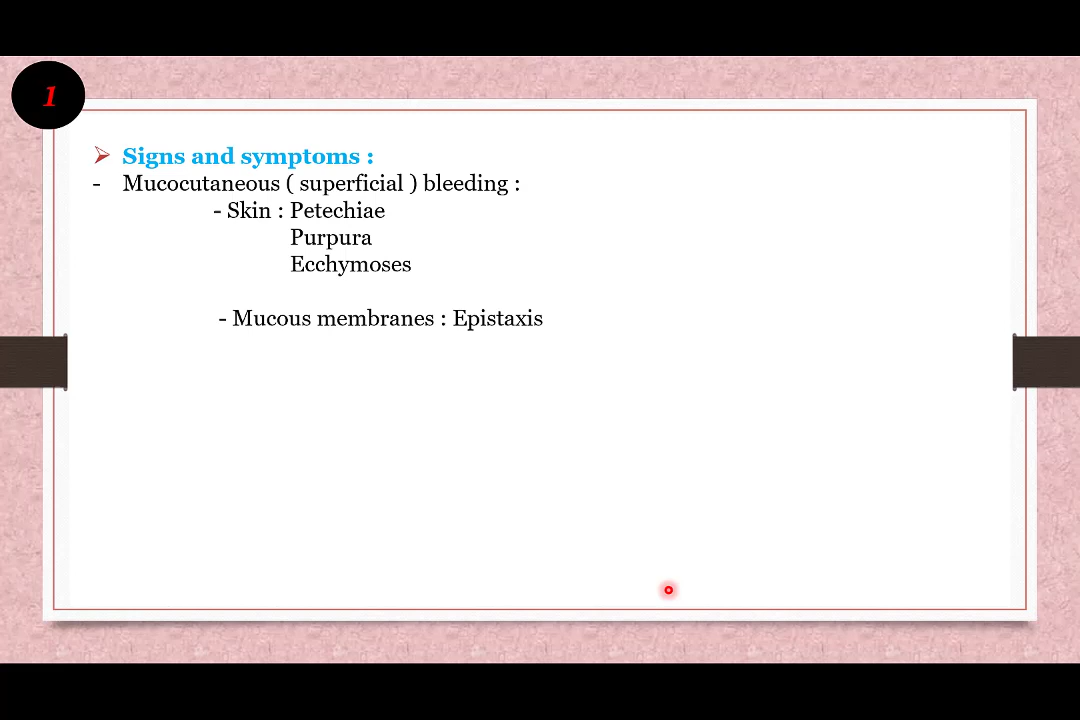 1
➢ Signs and symptoms :
- Mucocutaneous ( superficial ) bleeding :
- Skin : Petechiae
Purpura
Ecchymoses
- Mucous membranes : Epistaxis